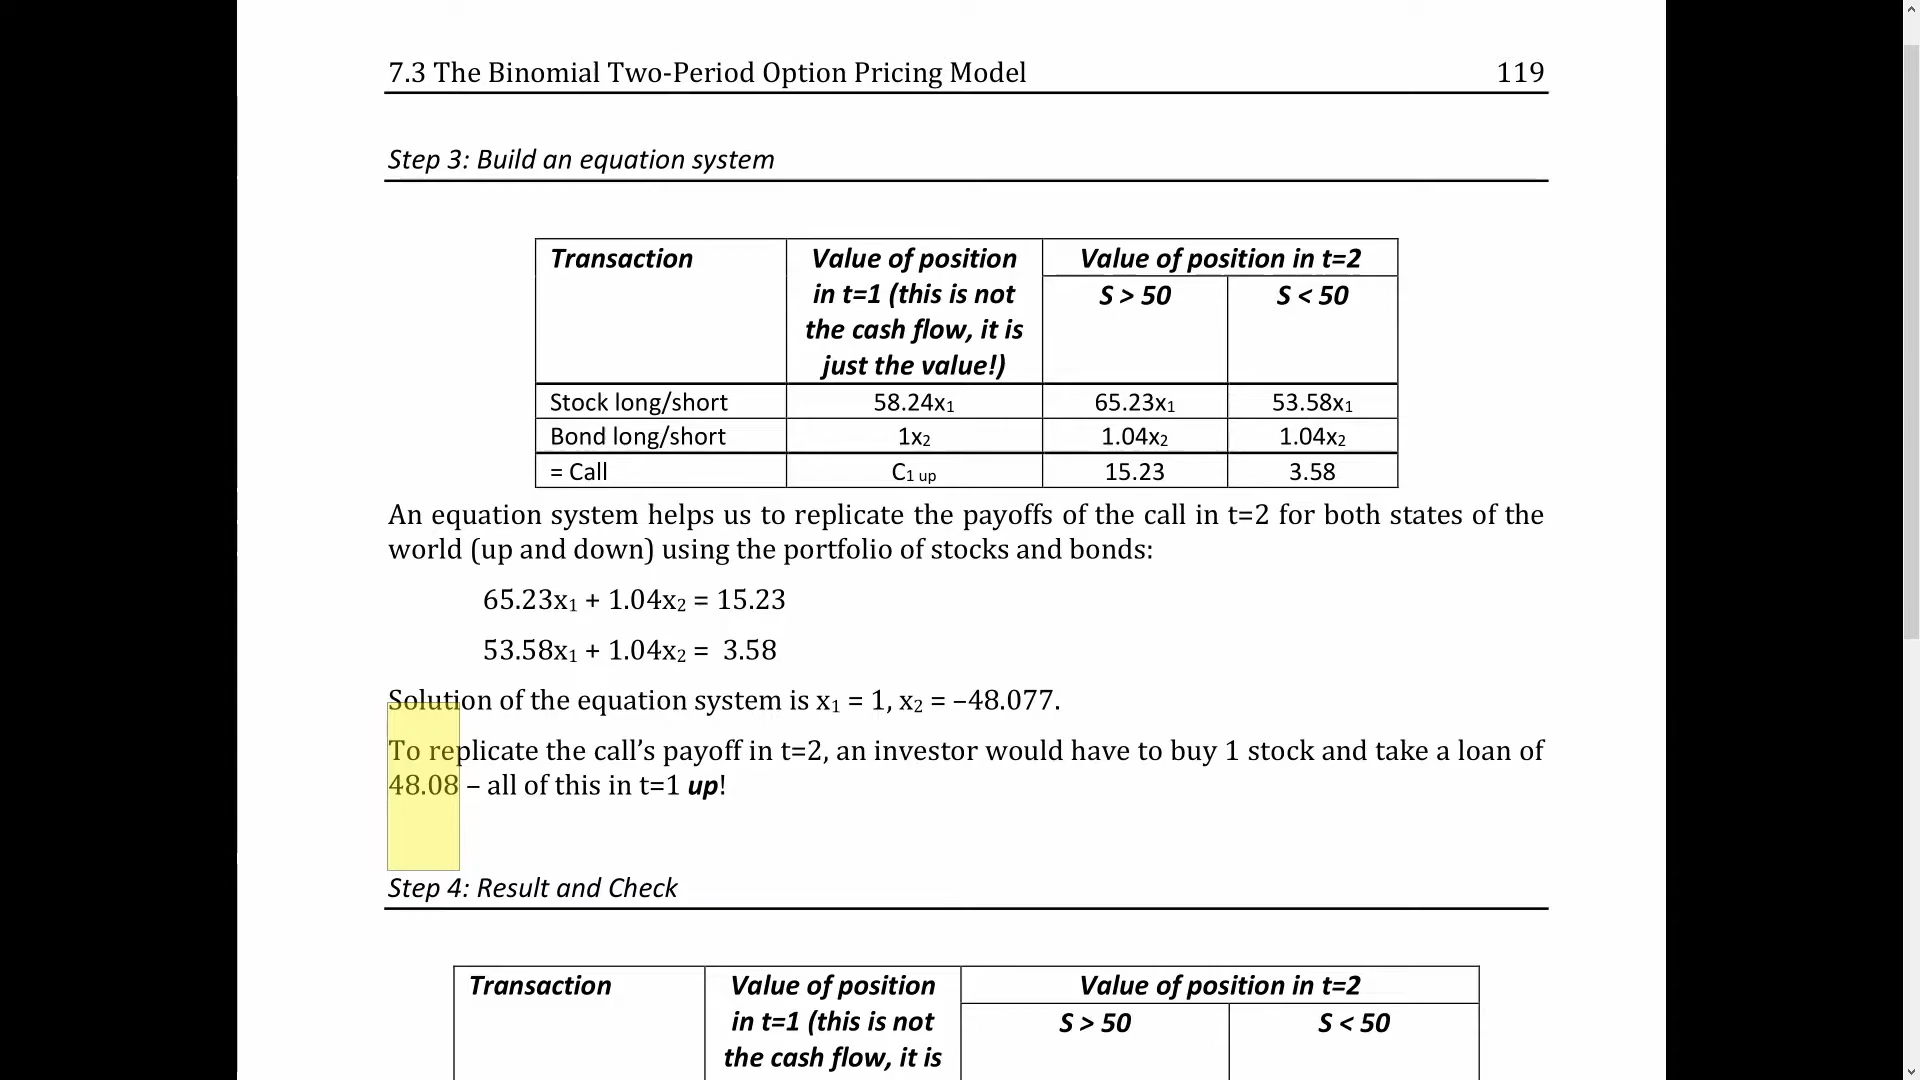 7.3 The Binomial Two-Period Option Pricing Model 119
Step 3: Build an equation system
Transaction Value of position Value of position in t=2
in t=1 (this is not S > 50 S < 50
the cash flow, it is
just the value!)
Stock long/short 58.24x₁ 65.23x₁ 53.58x₁
Bond long/short 1x₂ 1.04x₂ 1.04x₂
= Call C₁ up 15.23 3.58
An equation system helps us to replicate the payoffs of the call in t=2 for both states of the
world (up and down) using the portfolio of stocks and bonds:
65.23x₁ + 1.04x₂ = 15.23
53.58x₁ + 1.04x₂ = 3.58
Solution of the equation system is x₁ = 1, x₂ = –48.077.
To replicate the call’s payoff in t=2, an investor would have to buy 1 stock and take a loan of
48.08 – all of this in t=1 up!
Step 4: Result and Check
Transaction Value of position Value of position in t=2
in t=1 (this is not S > 50 S < 50
the cash flow, it is